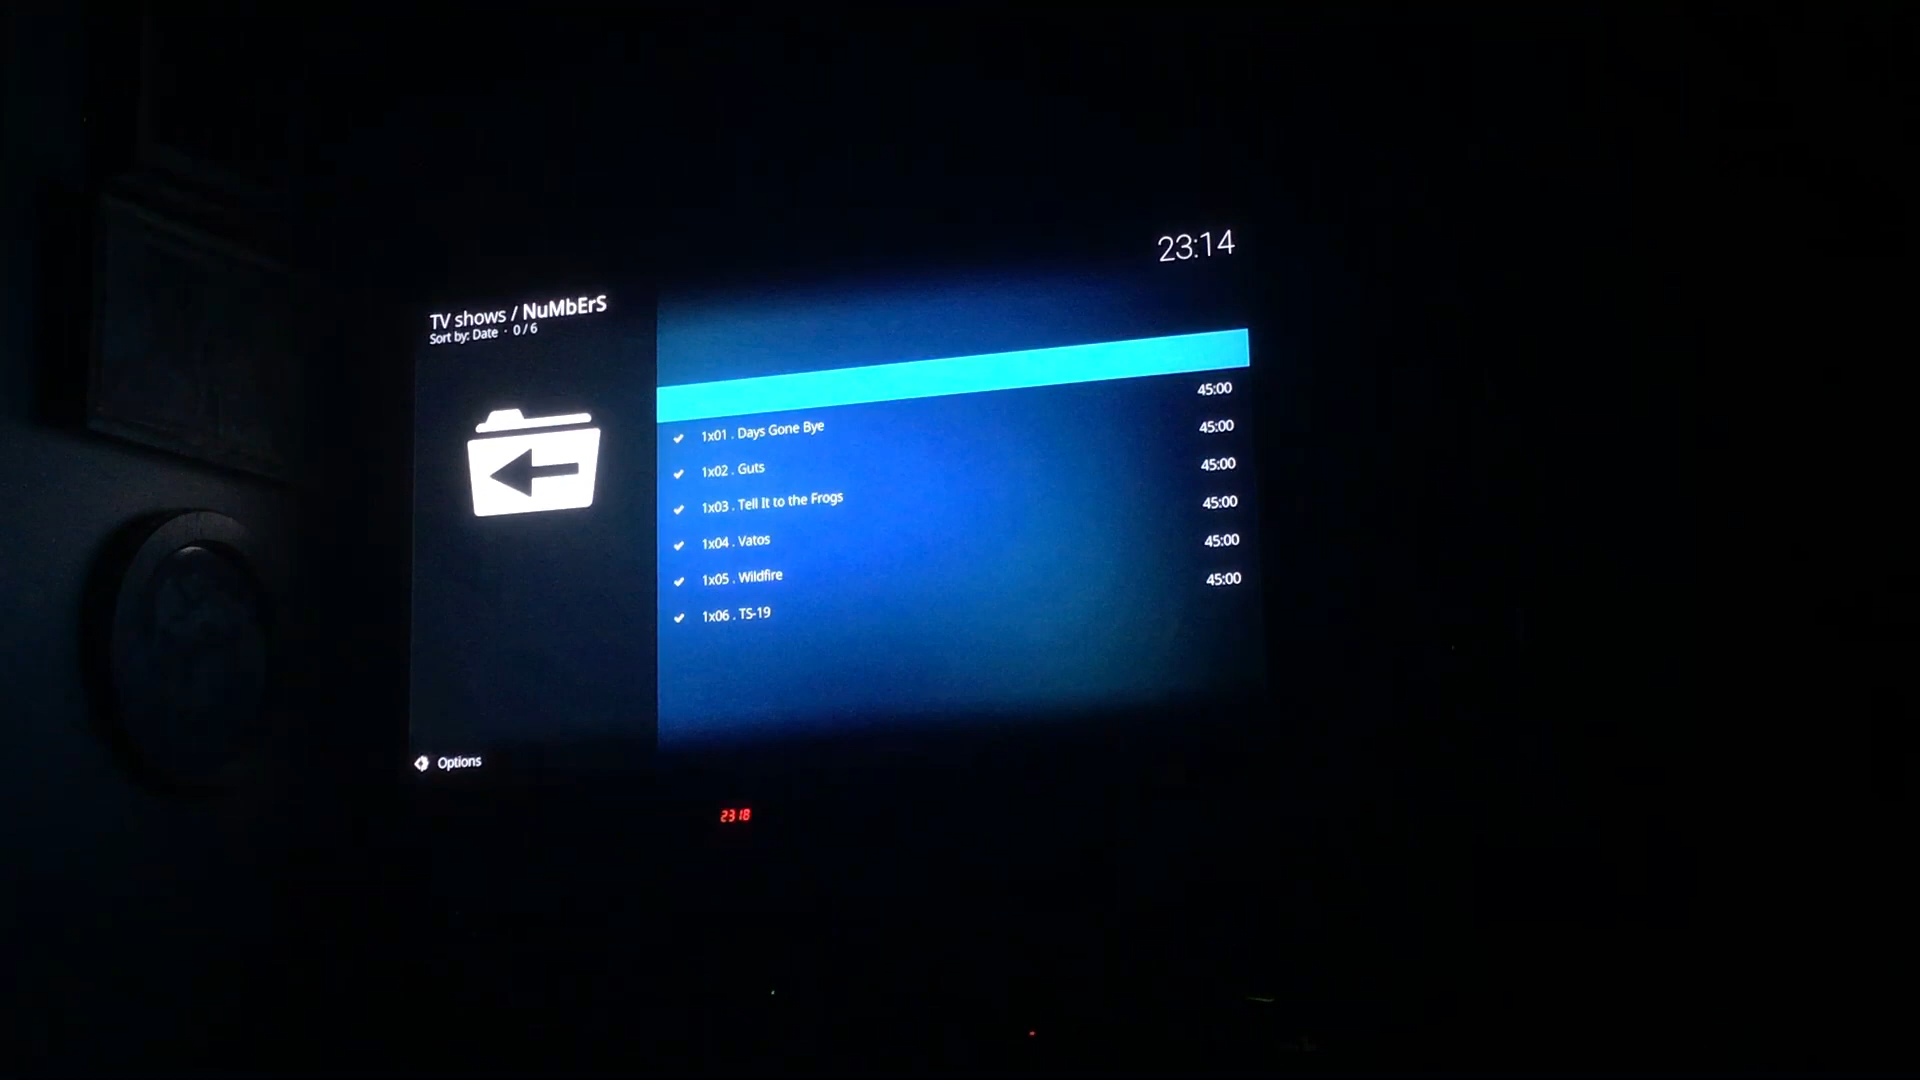 23:14
TV shows / NuMbErS
Sort by: Date · 0 / 6
45:00
1x01 . Days Gone Bye 45:00
1x02 . Guts 45:00
1x03 . Tell It to the Frogs 45:00
1x04 . Vatos 45:00
1x05 . Wildfire 45:00
1x06 . TS-19
Options
23 18